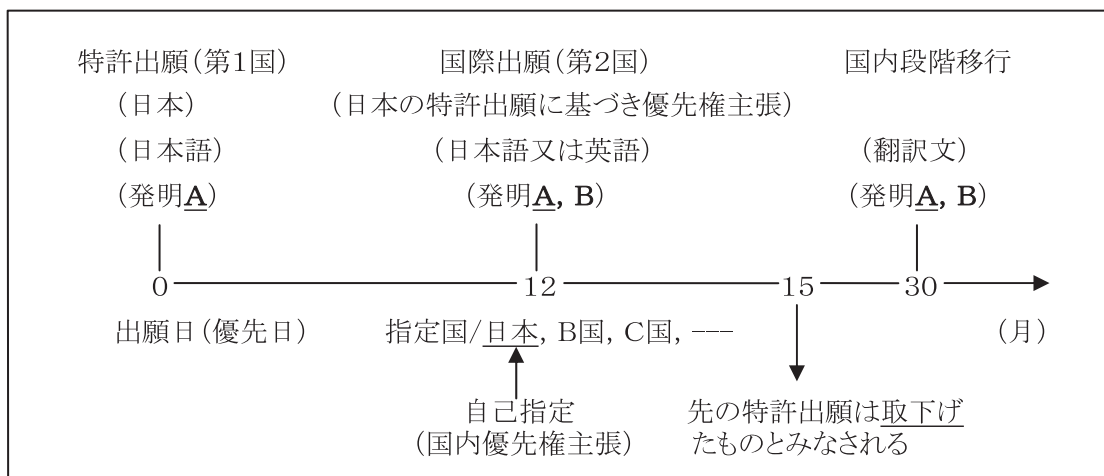 特許出願(第1国) 国際出願(第2国) 国内段階移行
(日本) (日本の特許出願に基づき優先権主張)
(日本語) (日本語又は英語) (翻訳文)
(発明A) (発明A, B) (発明A, B)
0 12 15 30
出願日(優先日) 指定国/日本, B国, C国, --- (月)
自己指定 先の特許出願は取下げ
(国内優先権主張) たものとみなされる